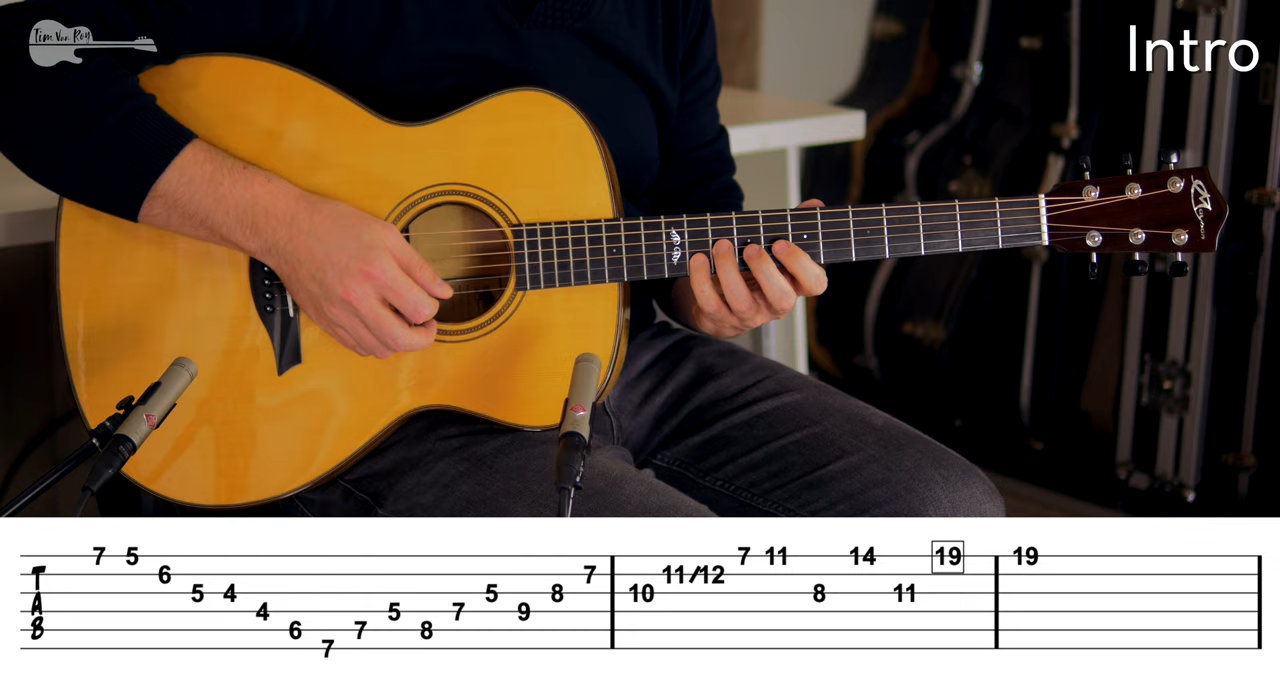 Tim Van Roy
Intro
7 5 6 5 4 4 6 7 7 5 8 7 5 9 8 7 10 11/12 7 11 8 14 11 19 19
T
A
B